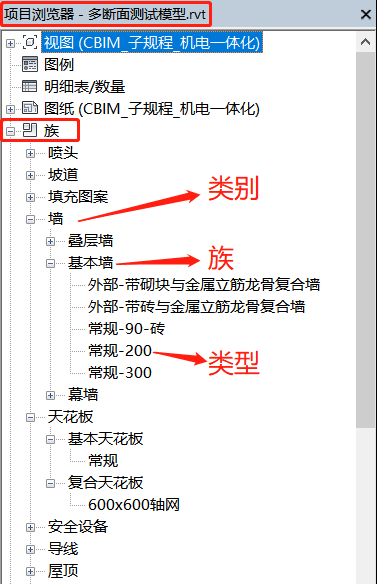 项目浏览器 - 多断面测试模型.rvt
视图 (CBIM_子规程_机电一体化)
图例
明细表/数量
图纸 (CBIM_子规程_机电一体化)
族
喷头
坡道
填充图案
类别
墙
叠层墙
基本墙
族
外部-带砌块与金属立筋龙骨复合墙
外部-带砖与金属立筋龙骨复合墙
常规-90-砖
常规-200
类型
常规-300
幕墙
天花板
基本天花板
常规
复合天花板
600x600轴网
安全设备
导线
屋顶